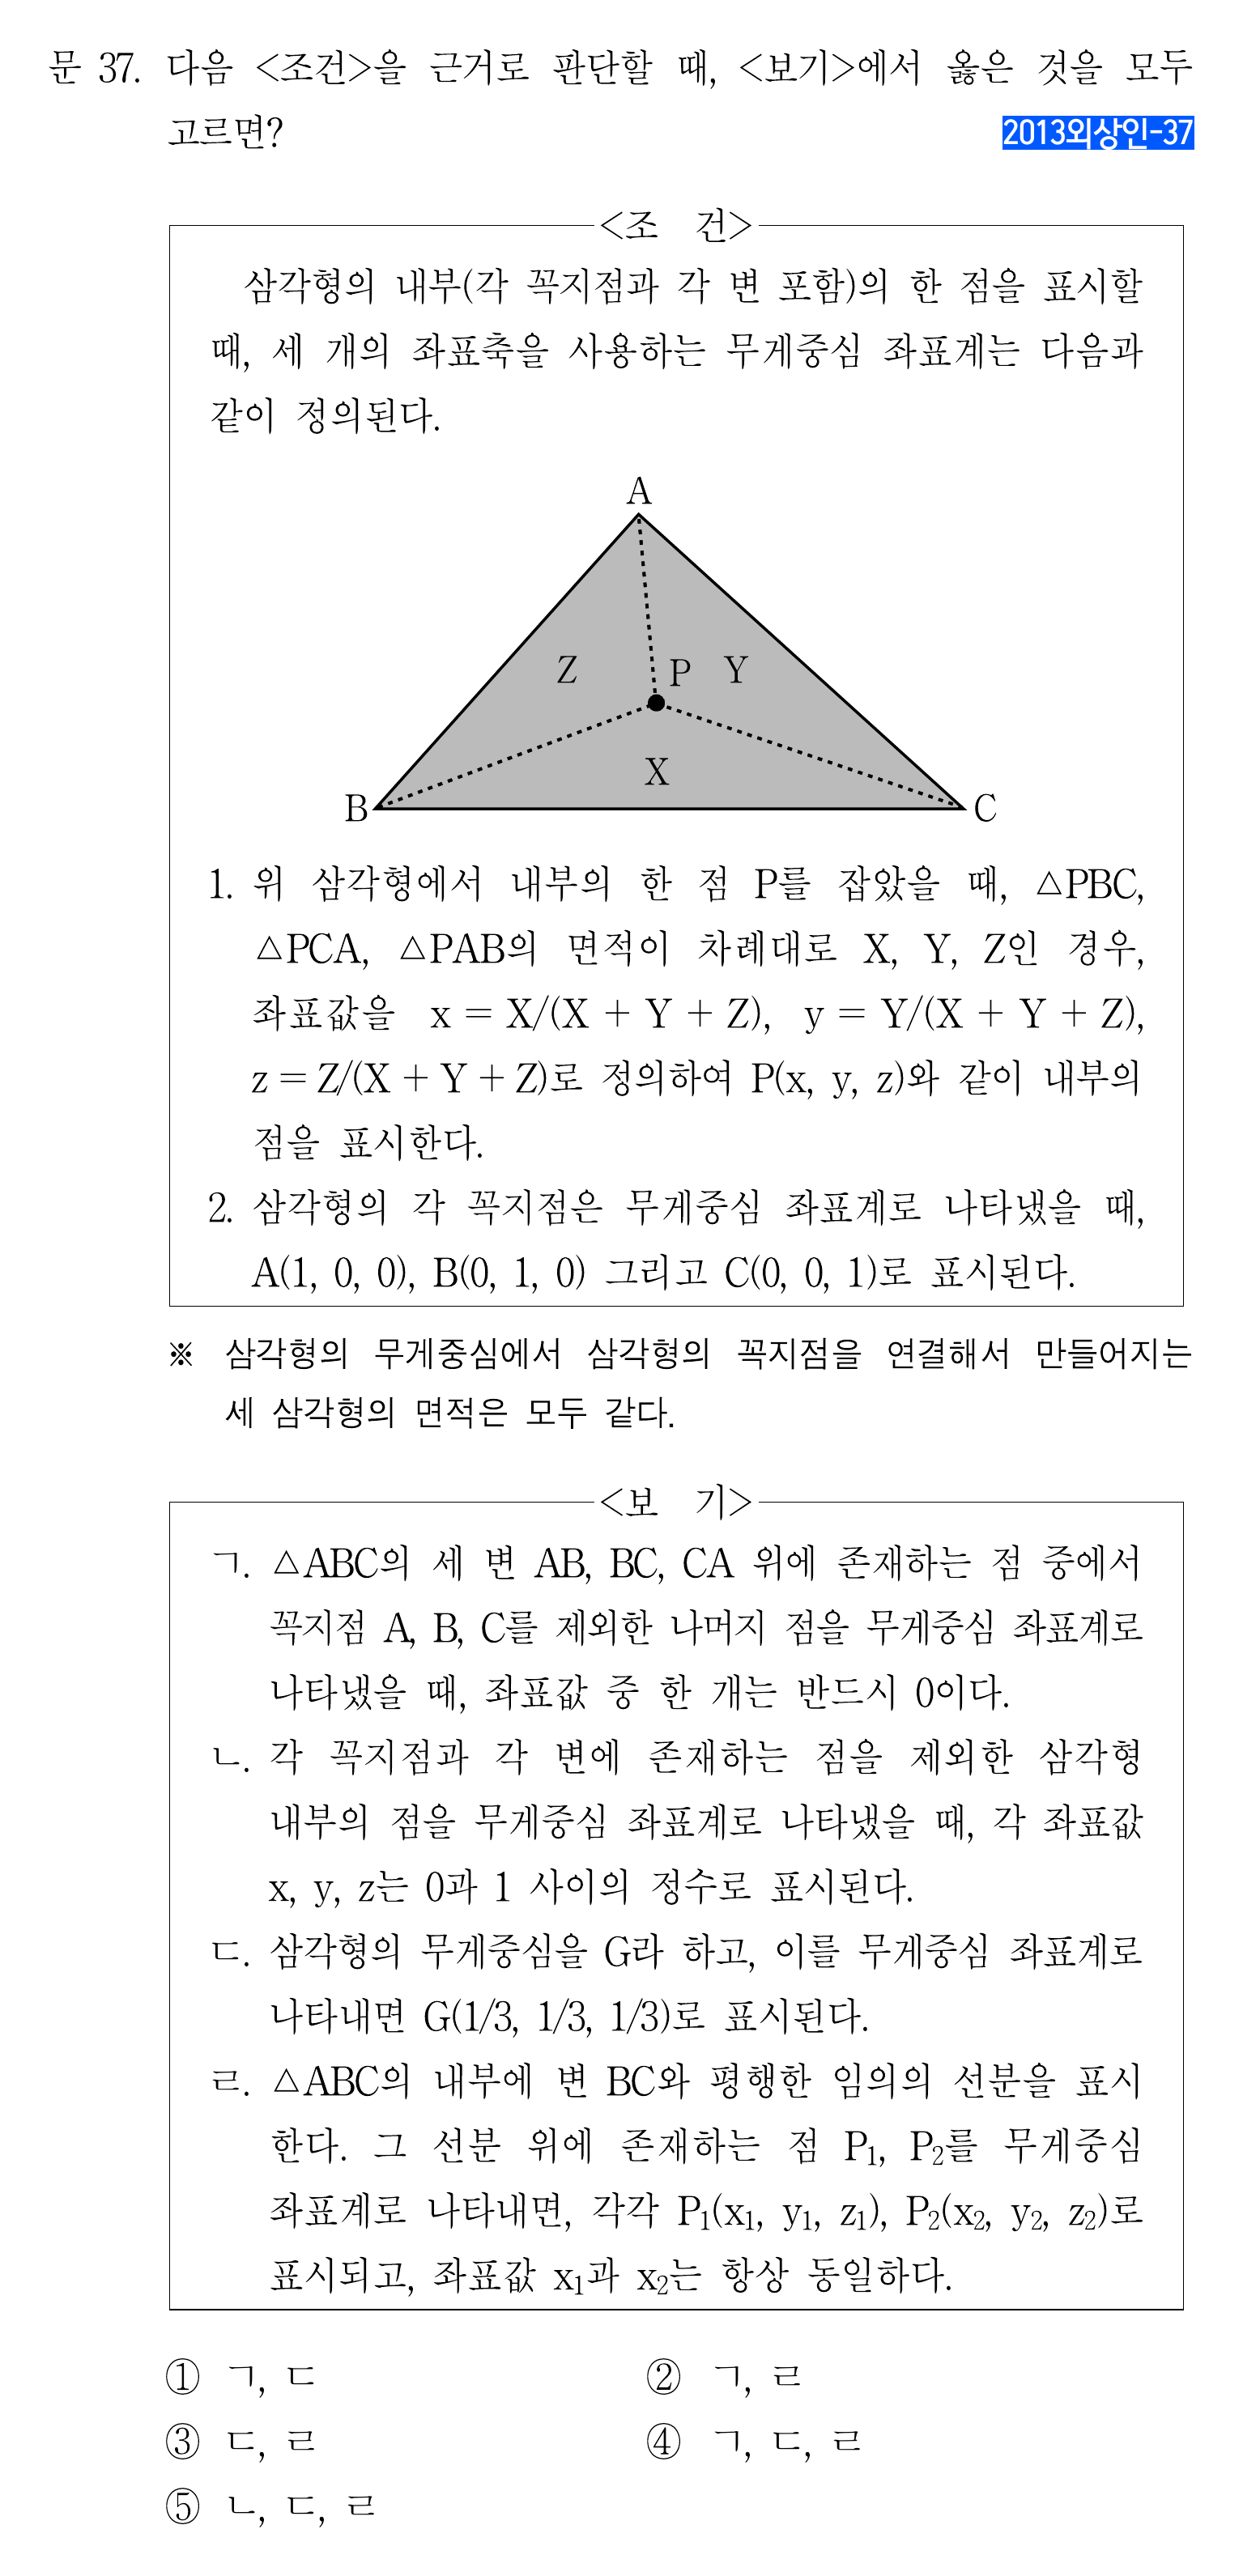 문 37. 다음 <조건>을 근거로 판단할 때, <보기>에서 옳은 것을 모두
고르면?
2013외상인-37
<조 건>
삼각형의 내부(각 꼭지점과 각 변 포함)의 한 점을 표시할
때, 세 개의 좌표축을 사용하는 무게중심 좌표계는 다음과
같이 정의된다.
A
Z P Y
X
B C
1. 위 삼각형에서 내부의 한 점 P를 잡았을 때, △PBC,
△PCA, △PAB의 면적이 차례대로 X, Y, Z인 경우,
좌표값을 x = X/(X + Y + Z), y = Y/(X + Y + Z),
z = Z/(X + Y + Z)로 정의하여 P(x, y, z)와 같이 내부의
점을 표시한다.
2. 삼각형의 각 꼭지점은 무게중심 좌표계로 나타냈을 때,
A(1, 0, 0), B(0, 1, 0) 그리고 C(0, 0, 1)로 표시된다.
※ 삼각형의 무게중심에서 삼각형의 꼭지점을 연결해서 만들어지는
세 삼각형의 면적은 모두 같다.
<보 기>
ㄱ. △ABC의 세 변 AB, BC, CA 위에 존재하는 점 중에서
꼭지점 A, B, C를 제외한 나머지 점을 무게중심 좌표계로
나타냈을 때, 좌표값 중 한 개는 반드시 0이다.
ㄴ. 각 꼭지점과 각 변에 존재하는 점을 제외한 삼각형
내부의 점을 무게중심 좌표계로 나타냈을 때, 각 좌표값
x, y, z는 0과 1 사이의 정수로 표시된다.
ㄷ. 삼각형의 무게중심을 G라 하고, 이를 무게중심 좌표계로
나타내면 G(1/3, 1/3, 1/3)로 표시된다.
ㄹ. △ABC의 내부에 변 BC와 평행한 임의의 선분을 표시
한다. 그 선분 위에 존재하는 점 P₁, P₂를 무게중심
좌표계로 나타내면, 각각 P₁(x₁, y₁, z₁), P₂(x₂, y₂, z₂)로
표시되고, 좌표값 x₁과 x₂는 항상 동일하다.
① ㄱ, ㄷ ② ㄱ, ㄹ
③ ㄷ, ㄹ ④ ㄱ, ㄷ, ㄹ
⑤ ㄴ, ㄷ, ㄹ